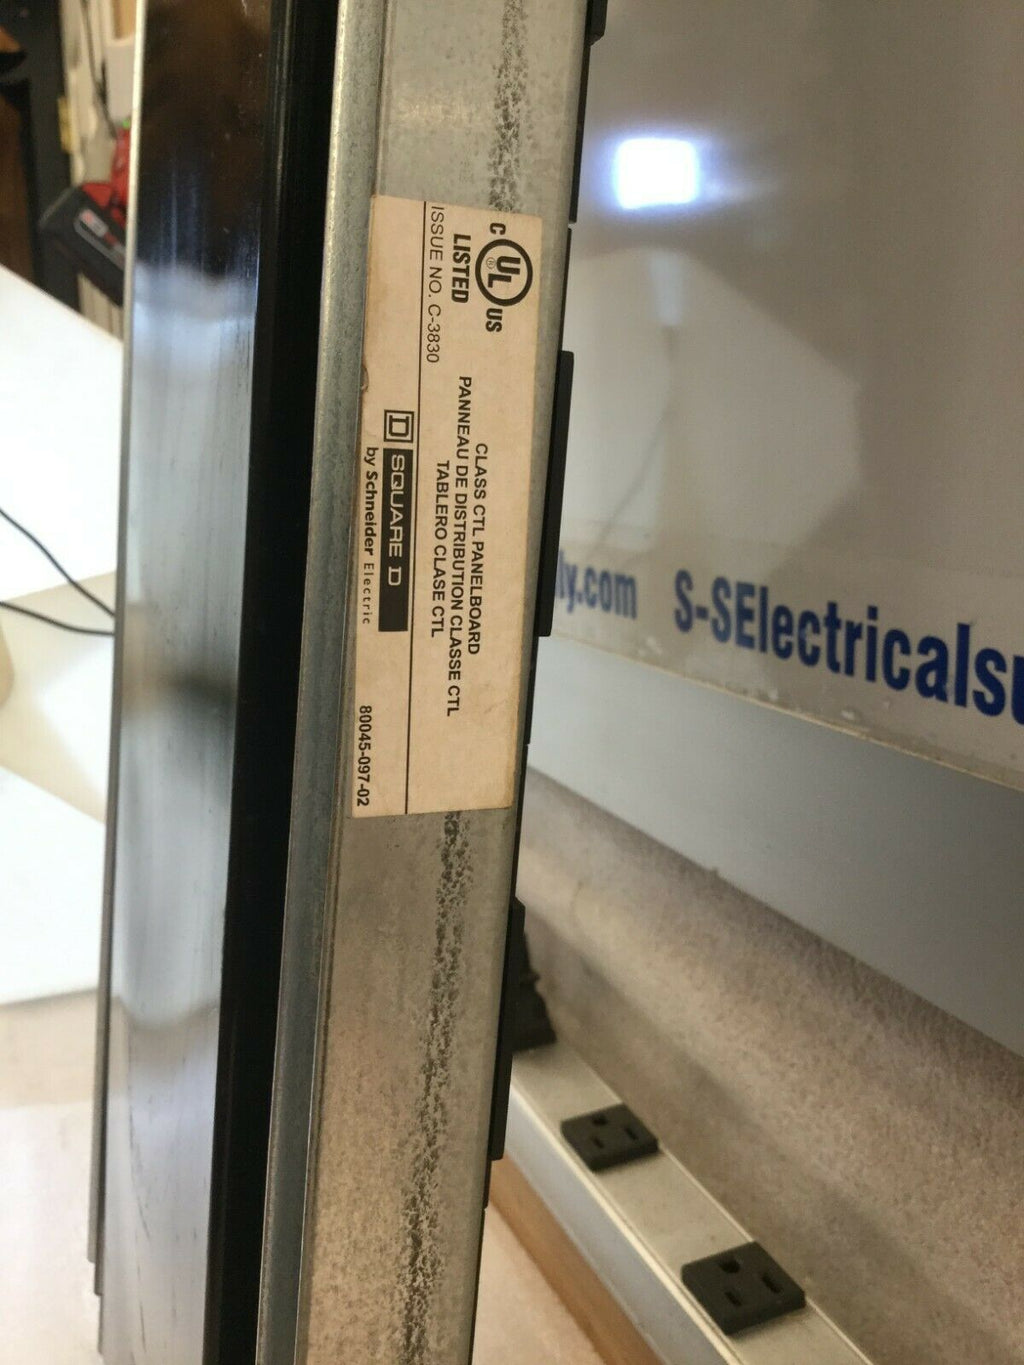 C UL US
®
LISTED
ISSUE NO. C-3830
CLASS CTL PANELBOARD
PANNEAU DE DISTRIBUTION CLASSE CTL
TABLERO CLASE CTL
D SQUARE D
by Schneider Electric
80045-097-02
ly.com S-SElectricalsu